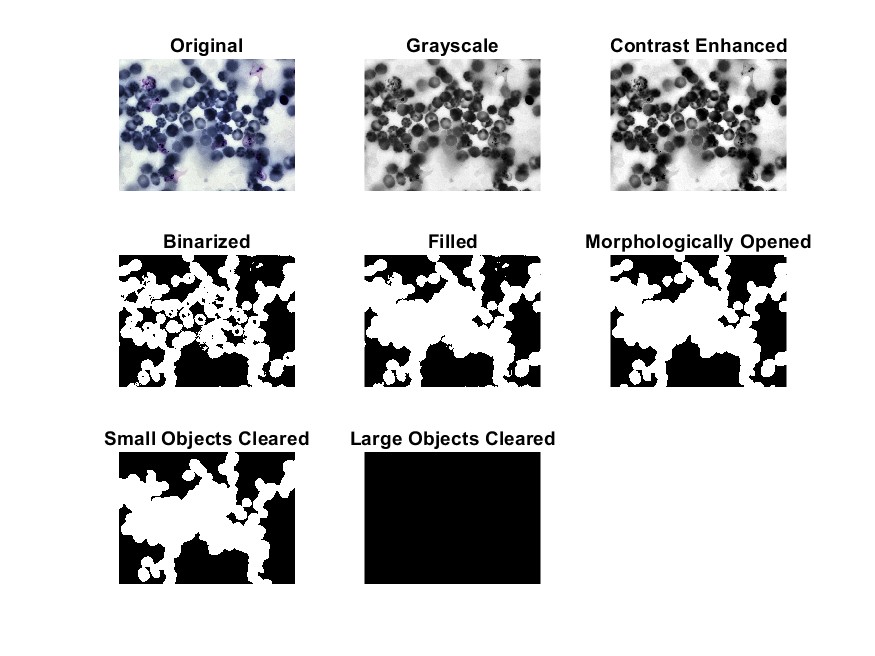 Original
Grayscale
Contrast Enhanced
Binarized
Filled
Morphologically Opened
Small Objects Cleared
Large Objects Cleared